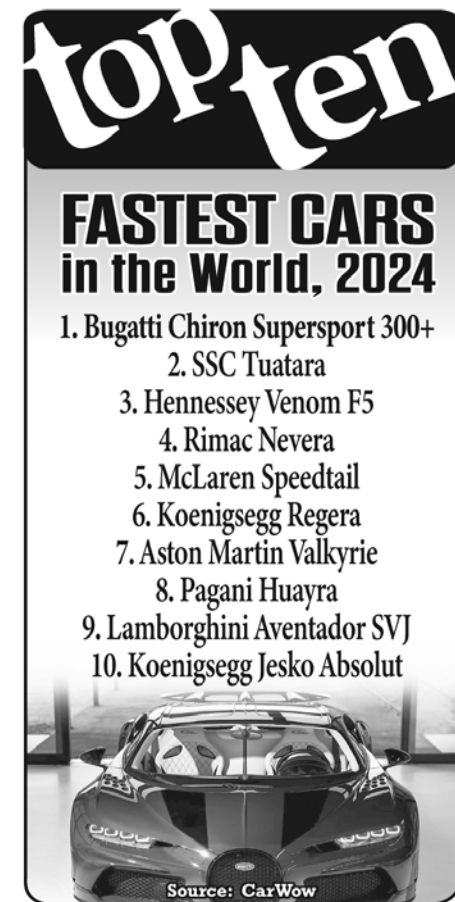 top
ten
FASTEST CARS
in the World, 2024
1. Bugatti Chiron Supersport 300+
2. SSC Tuatara
3. Hennessey Venom F5
4. Rimac Nevera
5. McLaren Speedtail
6. Koenigsegg Regera
7. Aston Martin Valkyrie
8. Pagani Huayra
9. Lamborghini Aventador SVJ
10. Koenigsegg Jesko Absolut
Source: CarWow